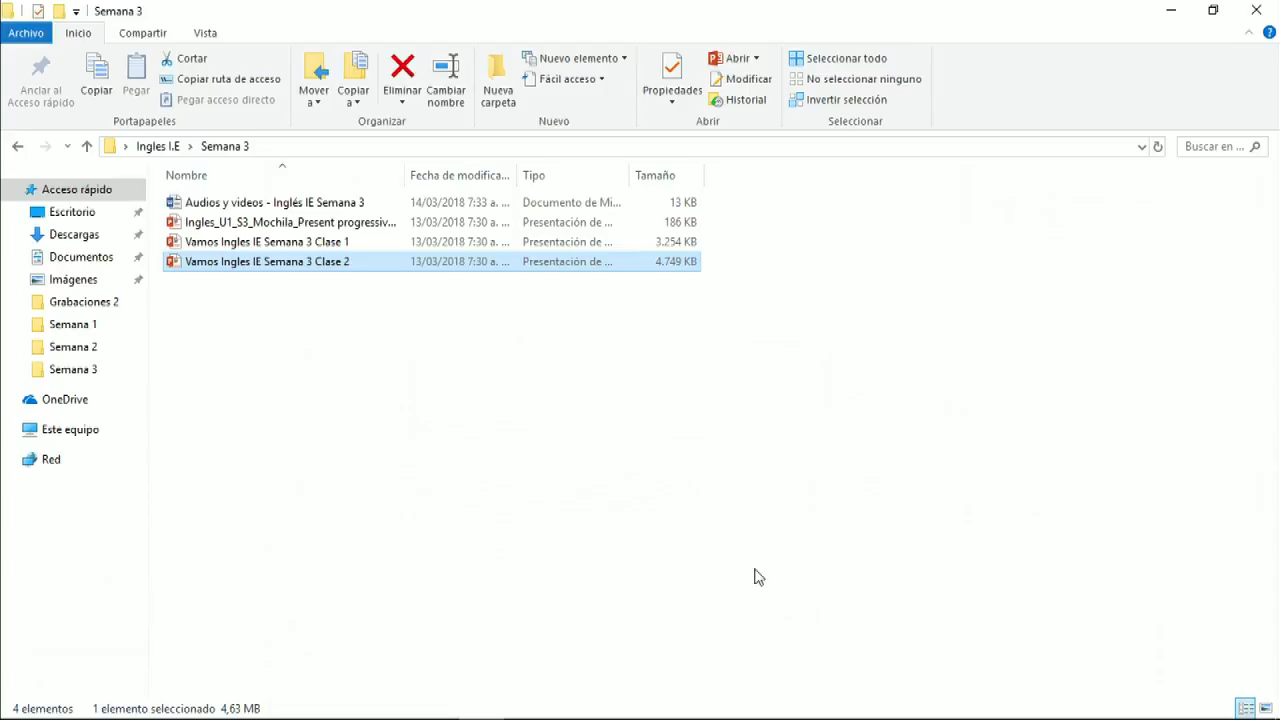 Semana 3
Archivo Inicio Compartir Vista
Anclar al Acceso rápido
Copiar
Pegar
Cortar
Copiar ruta de acceso
Pegar acceso directo
Portapapeles
Mover a
Copiar a
Eliminar
Cambiar nombre
Organizar
Nueva carpeta
Nuevo elemento
Fácil acceso
Nuevo
Propiedades
Abrir
Modificar
Historial
Abrir
Seleccionar todo
No seleccionar ninguno
Invertir selección
Seleccionar
Ingles I.E > Semana 3
Buscar en ...
Acceso rápido
Escritorio
Descargas
Documentos
Imágenes
Grabaciones 2
Semana 1
Semana 2
Semana 3
OneDrive
Este equipo
Red
Nombre Fecha de modifica... Tipo Tamaño
Audios y videos - Inglés IE Semana 3 14/03/2018 7:33 a. ... Documento de Mi... 13 KB
Ingles_U1_S3_Mochila_Present progressiv... 13/03/2018 7:30 a. ... Presentación de ... 186 KB
Vamos Ingles IE Semana 3 Clase 1 13/03/2018 7:30 a. ... Presentación de ... 3.254 KB
Vamos Ingles IE Semana 3 Clase 2 13/03/2018 7:30 a. ... Presentación de ... 4.749 KB
4 elementos 1 elemento seleccionado 4,63 MB